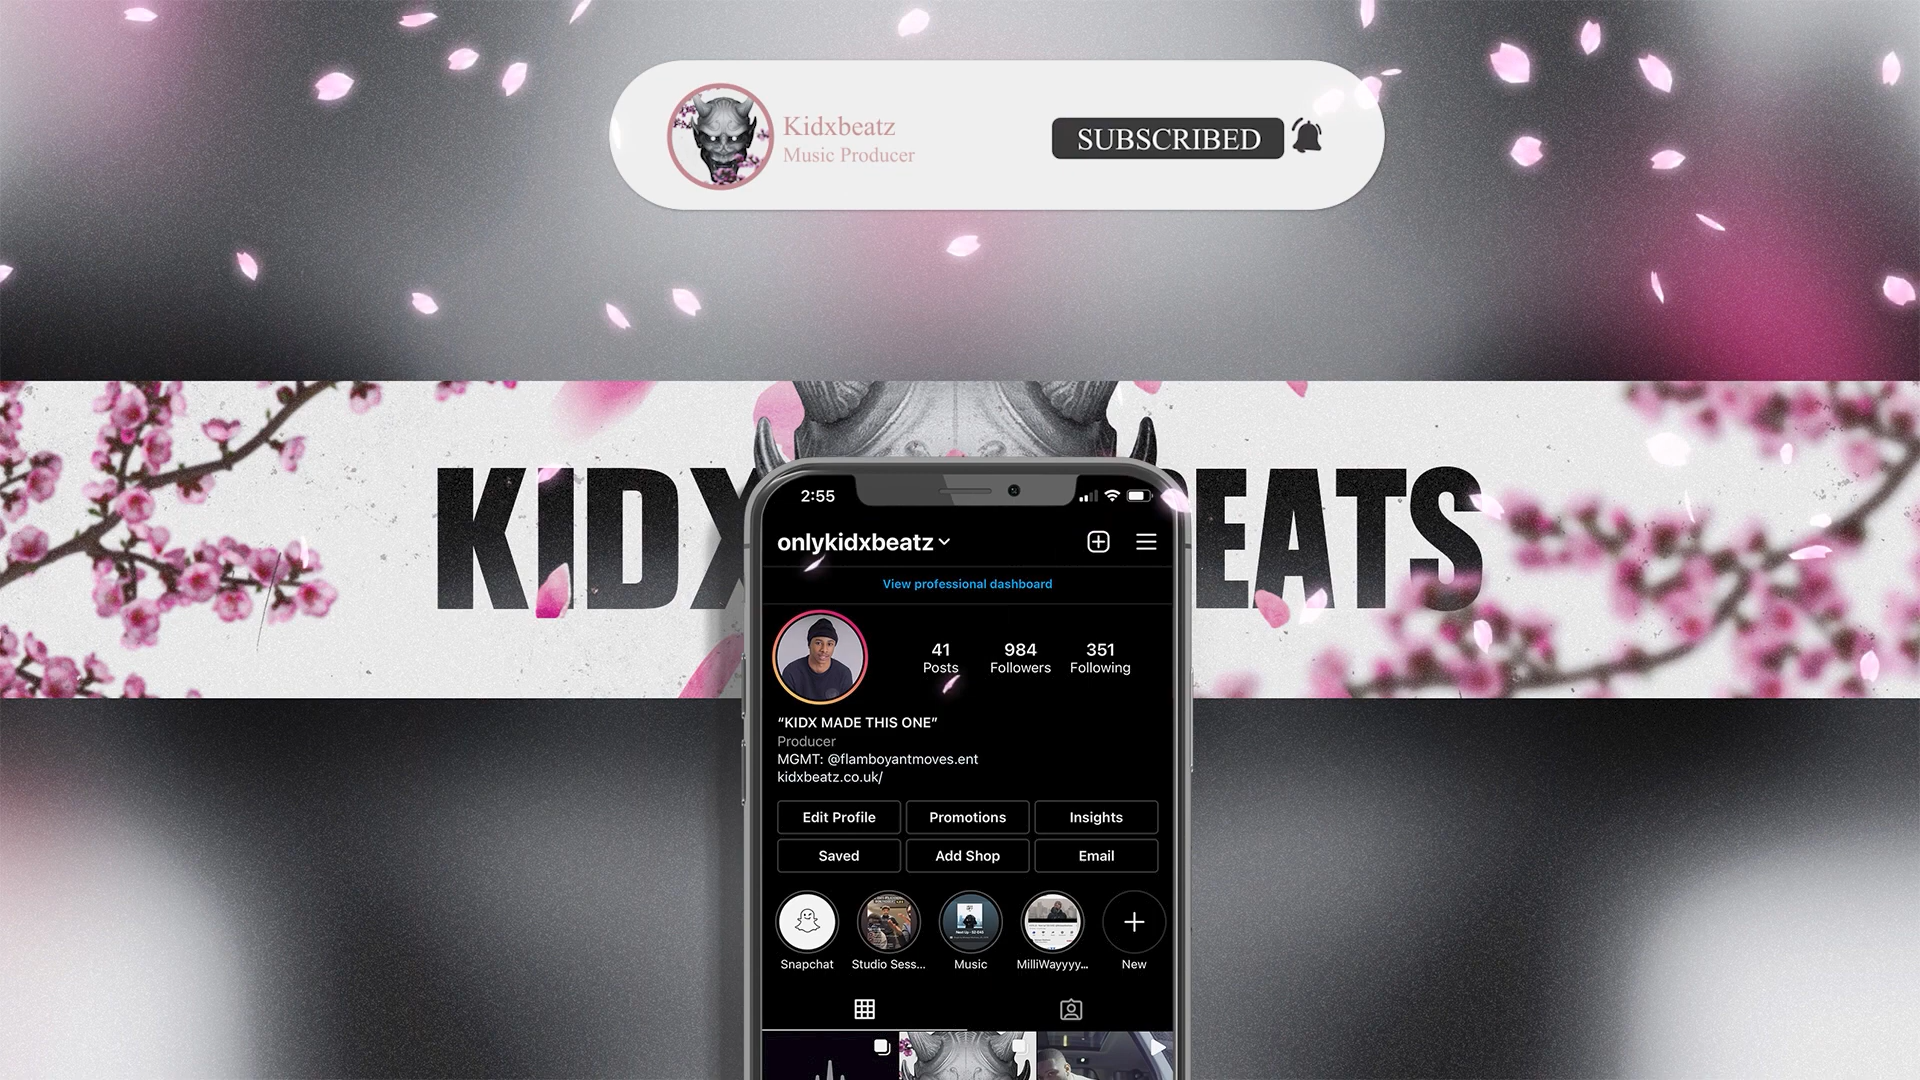 Kidxbeatz
Music Producer
SUBSCRIBED
KIDX
BEATS
2:55
onlykidxbeatz
View professional dashboard
41
984
351
Posts
Followers
Following
“KIDX MADE THIS ONE”
Producer
MGMT: @flamboyantmoves.ent
kidxbeatz.co.uk/
Edit Profile
Promotions
Insights
Saved
Add Shop
Email
Snapchat
Studio Sess...
Music
MilliWayyyy...
New